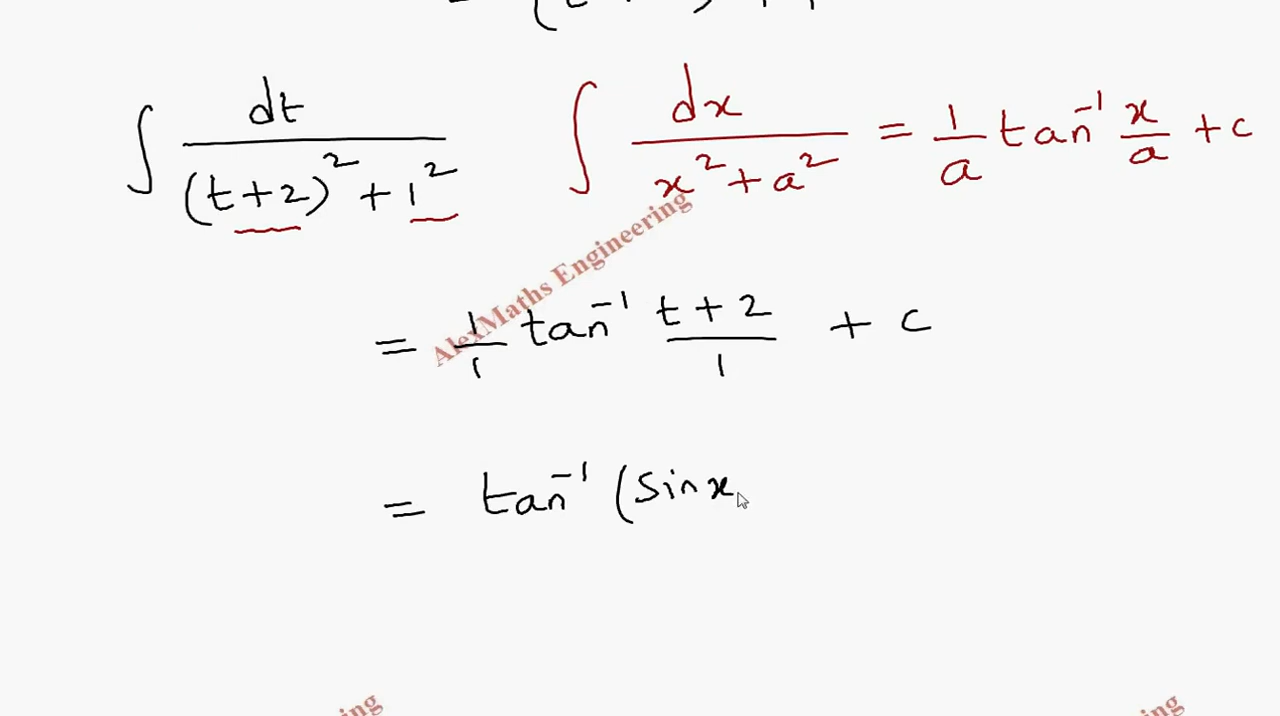 ∫ dt / ((t+2)² + 1²)    ∫ dx / (x² + a²) = 1/a tan⁻¹ x/a + c
AlexMaths Engineering
= 1/1 tan⁻¹ (t+2)/1 + c
= tan⁻¹ (sinx